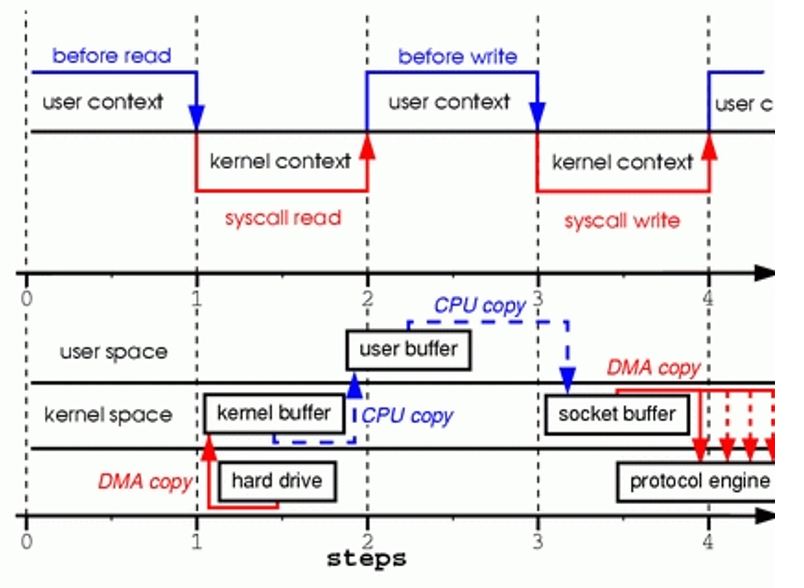 before read
before write
user context
user context
user c
kernel context
kernel context
syscall read
syscall write
0 1 2 3 4
CPU copy
user space
user buffer
DMA copy
kernel space
kernel buffer
CPU copy
socket buffer
DMA copy
hard drive
protocol engine
0 1 2 3 4
steps